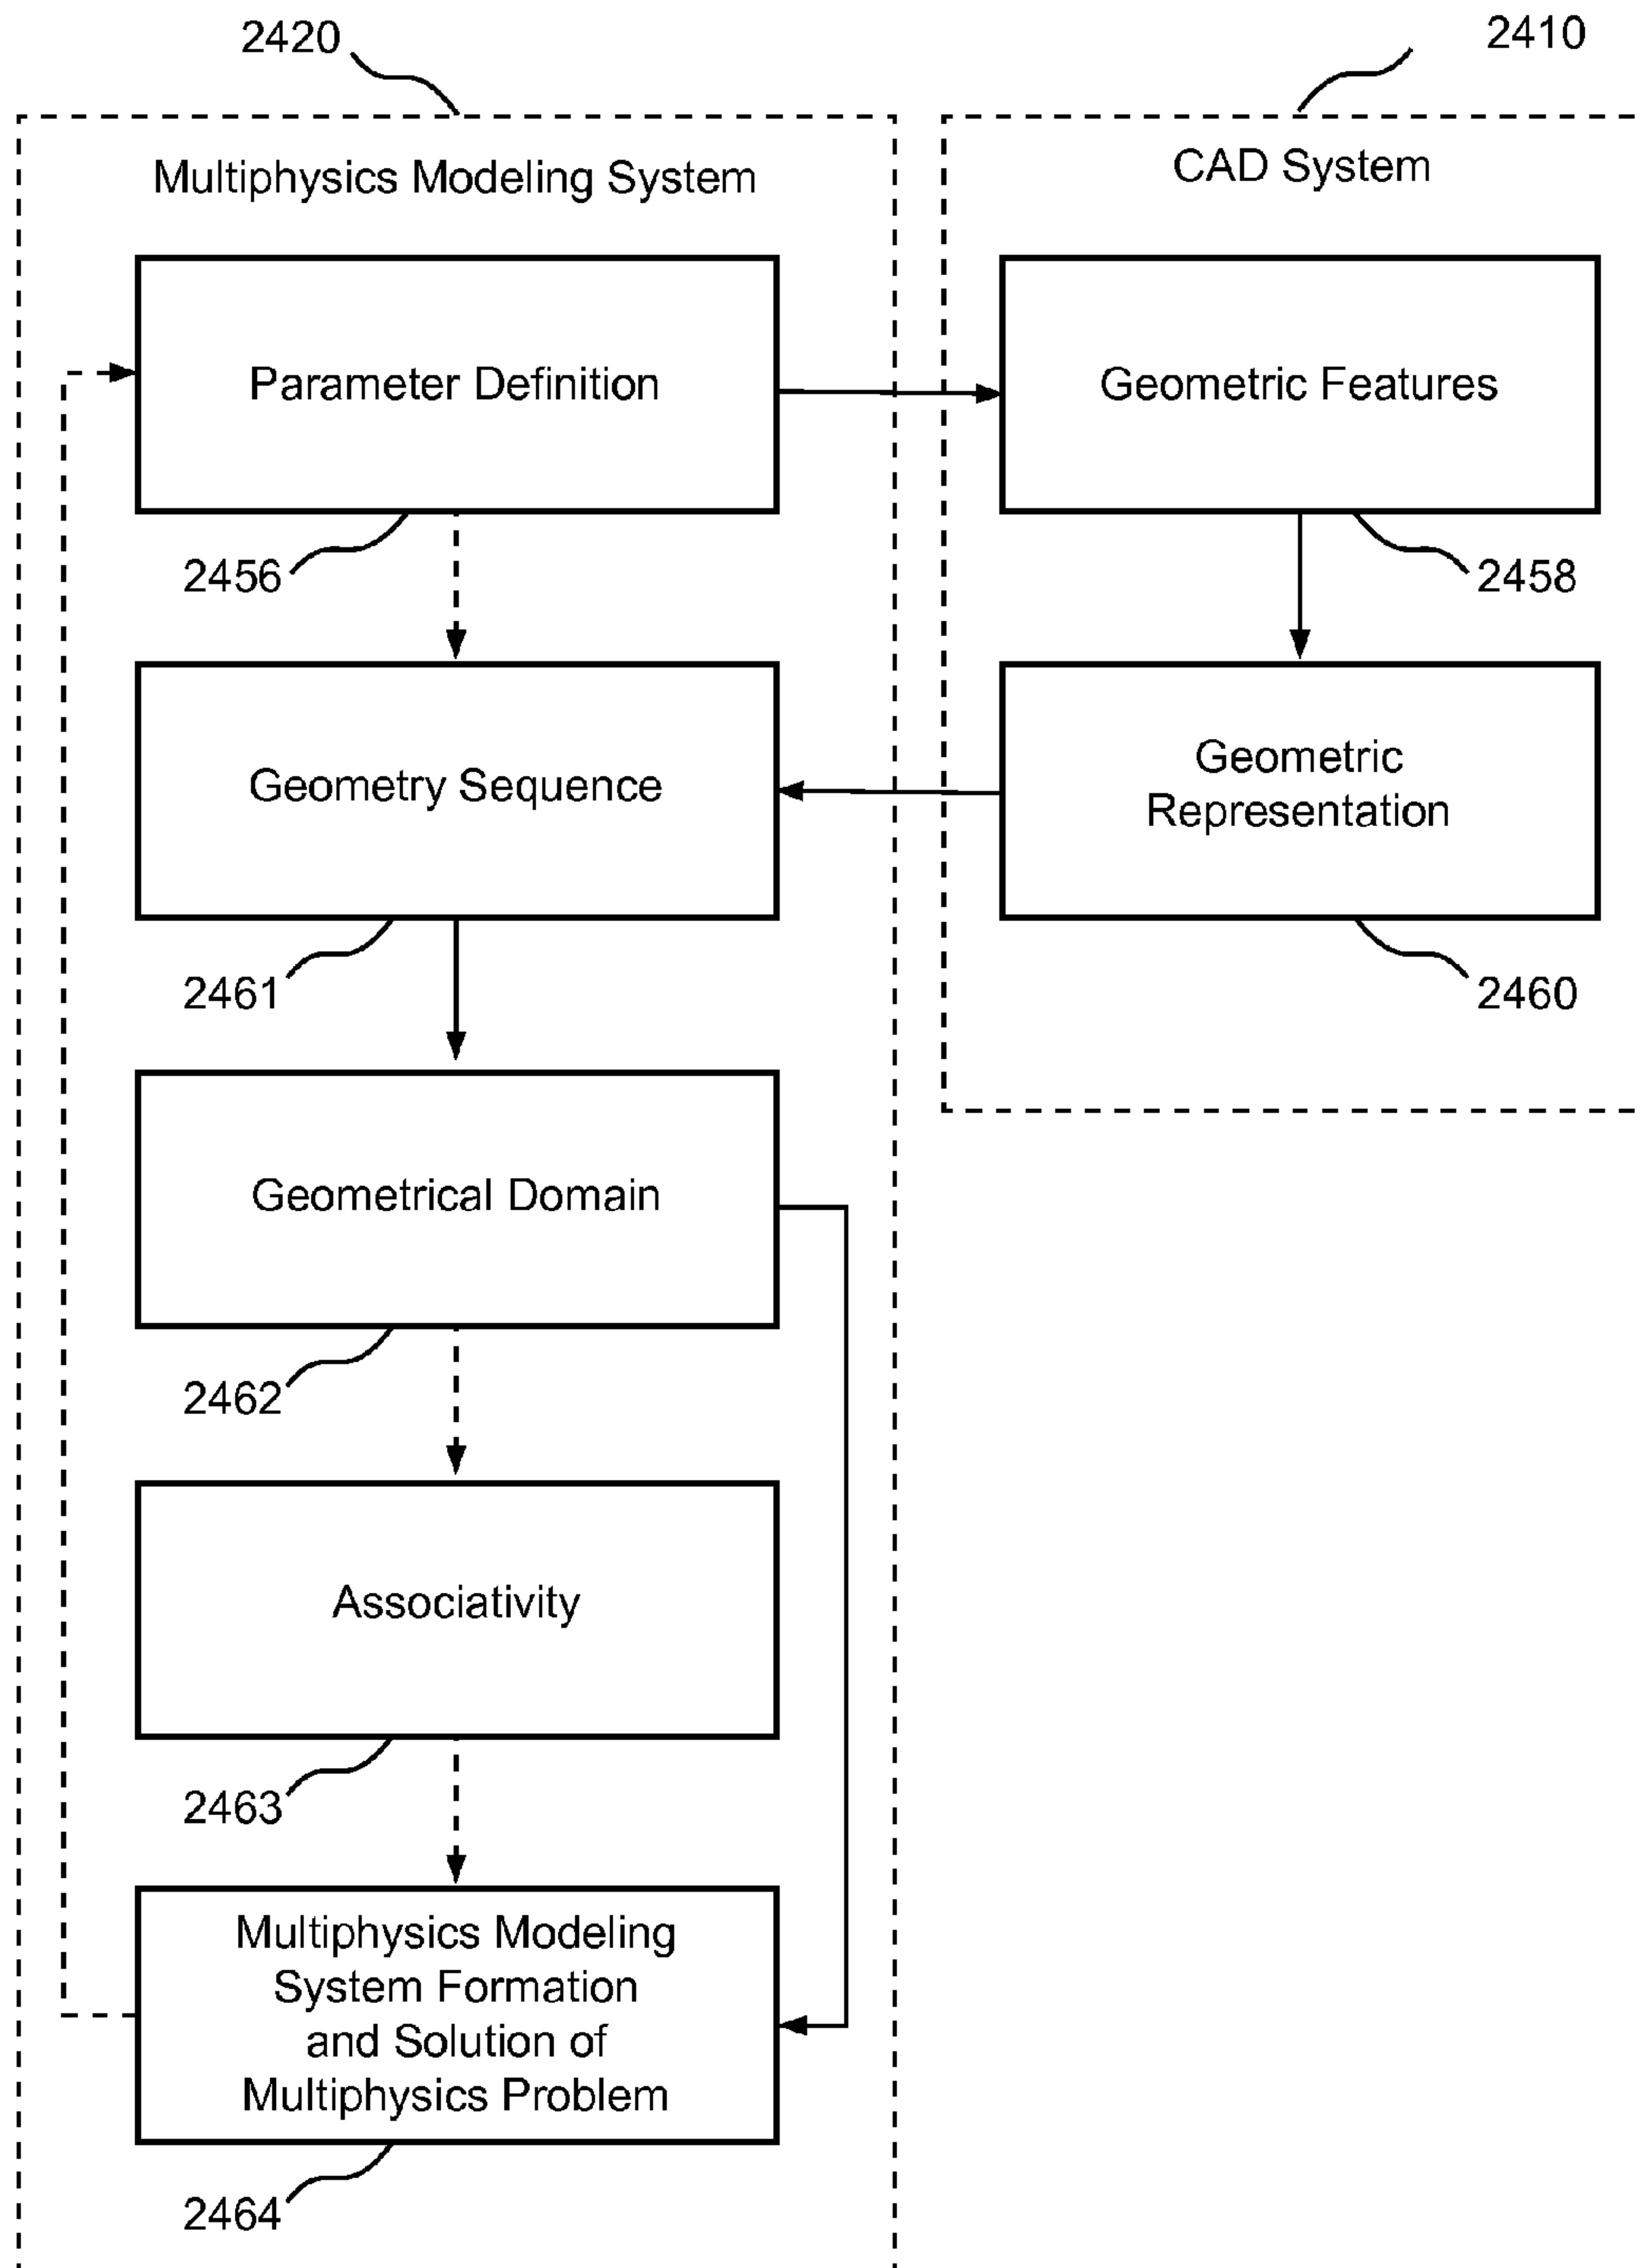 2420
2410
Multiphysics Modeling System
CAD System
Parameter Definition
Geometric Features
2456
2458
Geometry Sequence
Geometric
Representation
2461
2460
Geometrical Domain
2462
Associativity
2463
Multiphysics Modeling
System Formation
and Solution of
Multiphysics Problem
2464